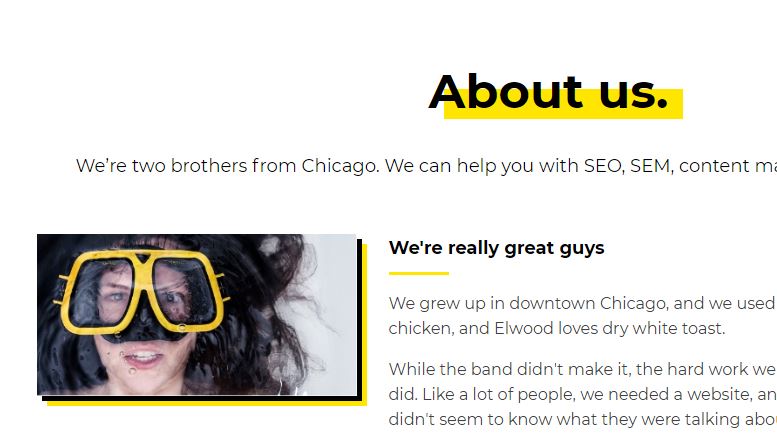 About us.
We’re two brothers from Chicago. We can help you with SEO, SEM, content
We're really great guys
We grew up in downtown Chicago, and we used
chicken, and Elwood loves dry white toast.
While the band didn't make it, the hard work we
did. Like a lot of people, we needed a website,
didn't seem to know what they were talking